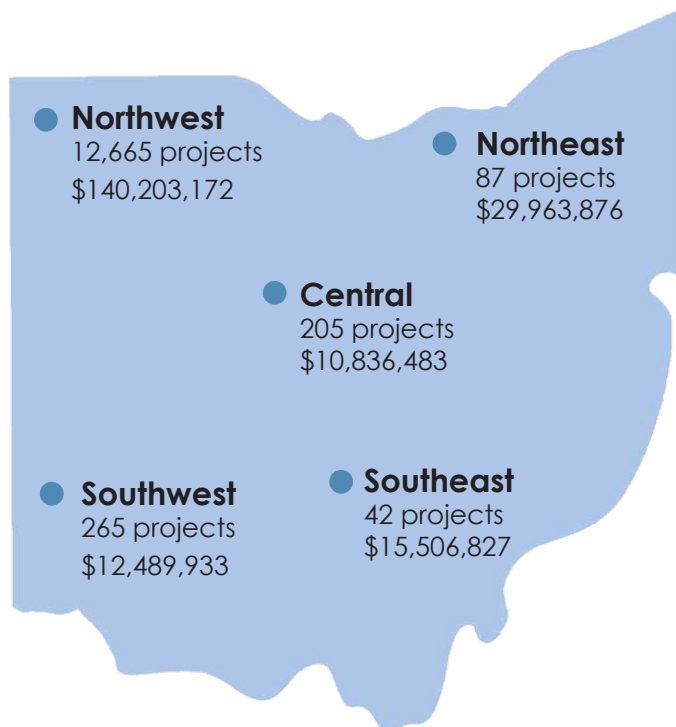 Northwest
12,665 projects
$140,203,172
Northeast
87 projects
$29,963,876
Central
205 projects
$10,836,483
Southwest
265 projects
$12,489,933
Southeast
42 projects
$15,506,827